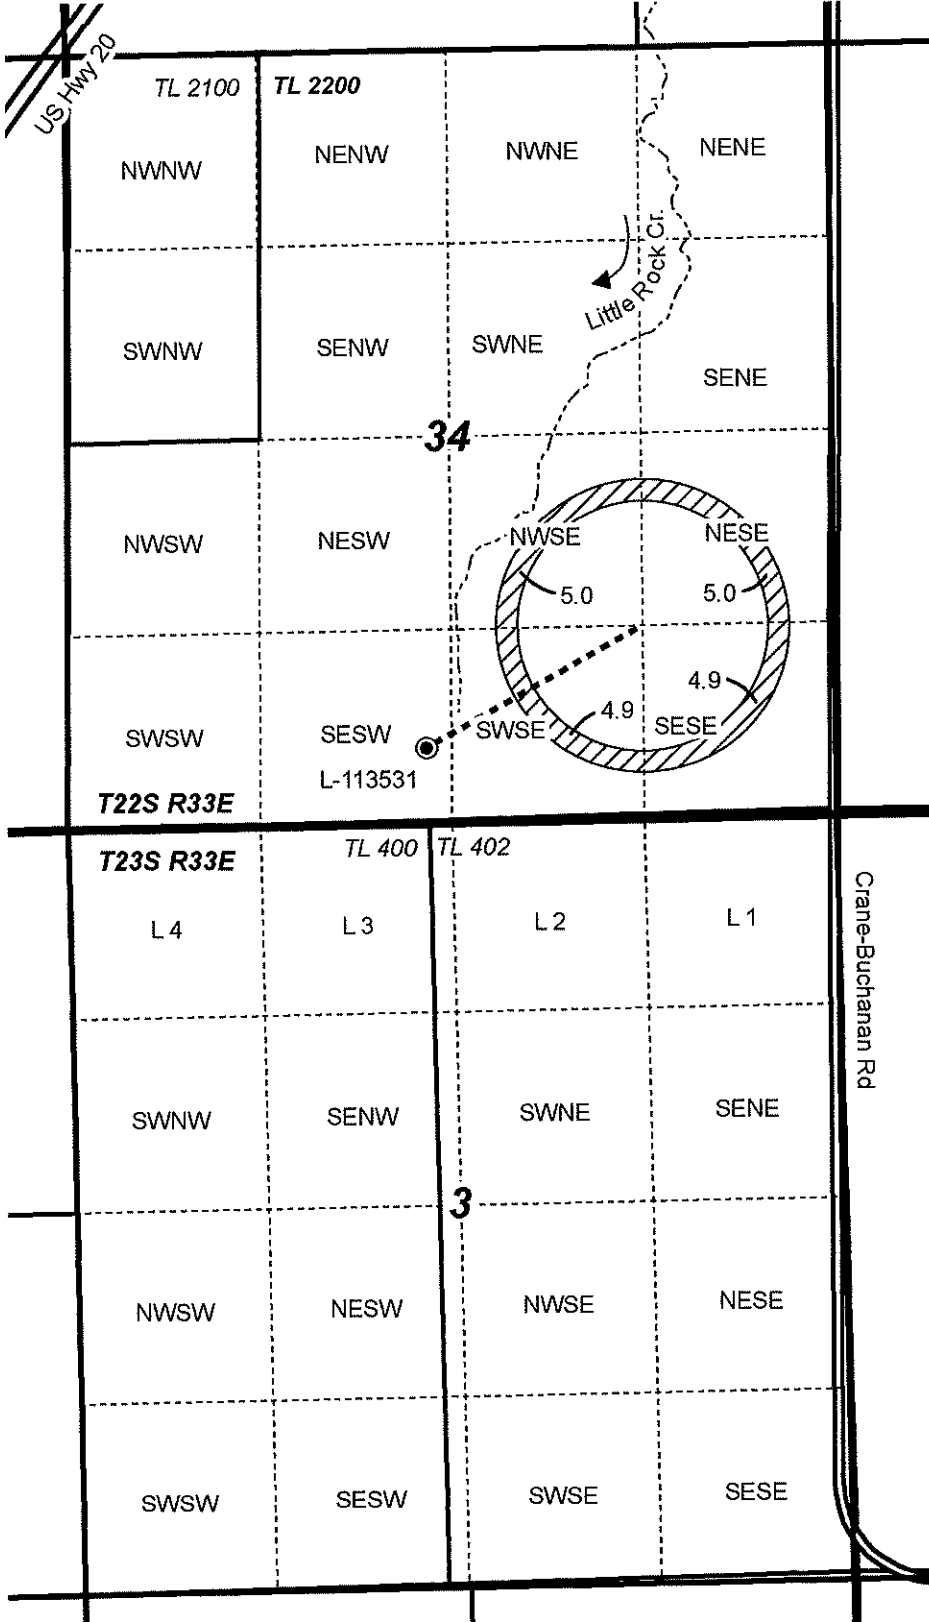 US Hwy 20
TL 2100
TL 2200
NWNW
NENW
NWNE
NENE
Little Rock Cr.
SWNW
SENW
SWNE
SENE
34
NWSW
NESW
NWSE
NESE
5.0
5.0
4.9
4.9
SWSW
SESW
SWSE
SESE
L-113531
T22S R33E
T23S R33E
TL 400
TL 402
L 4
L 3
L 2
L 1
Crane-Buchanan Rd
SWNW
SENW
SWNE
SENE
3
NWSW
NESW
NWSE
NESE
SWSW
SESW
SWSE
SESE